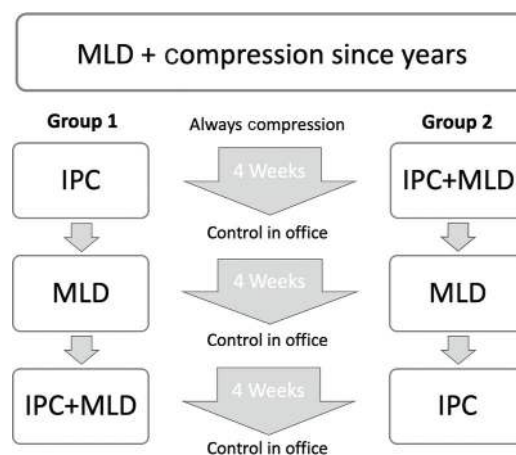 MLD + compression since years
Group 1 Always compression Group 2
IPC 4 Weeks IPC+MLD
Control in office
MLD 4 Weeks MLD
Control in office
IPC+MLD 4 Weeks IPC
Control in office